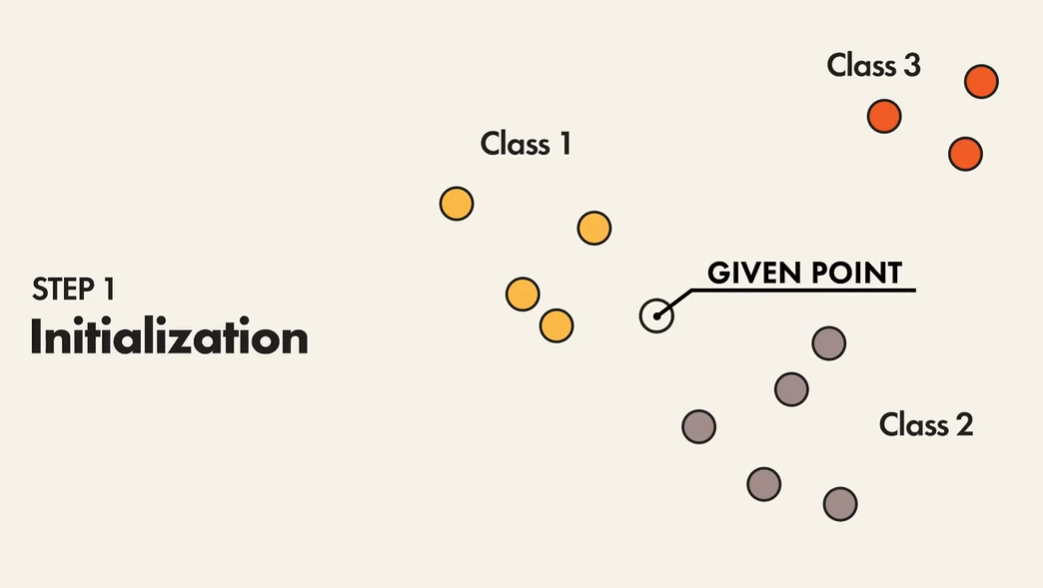 Class 3
Class 1
GIVEN POINT
STEP 1
Initialization
Class 2